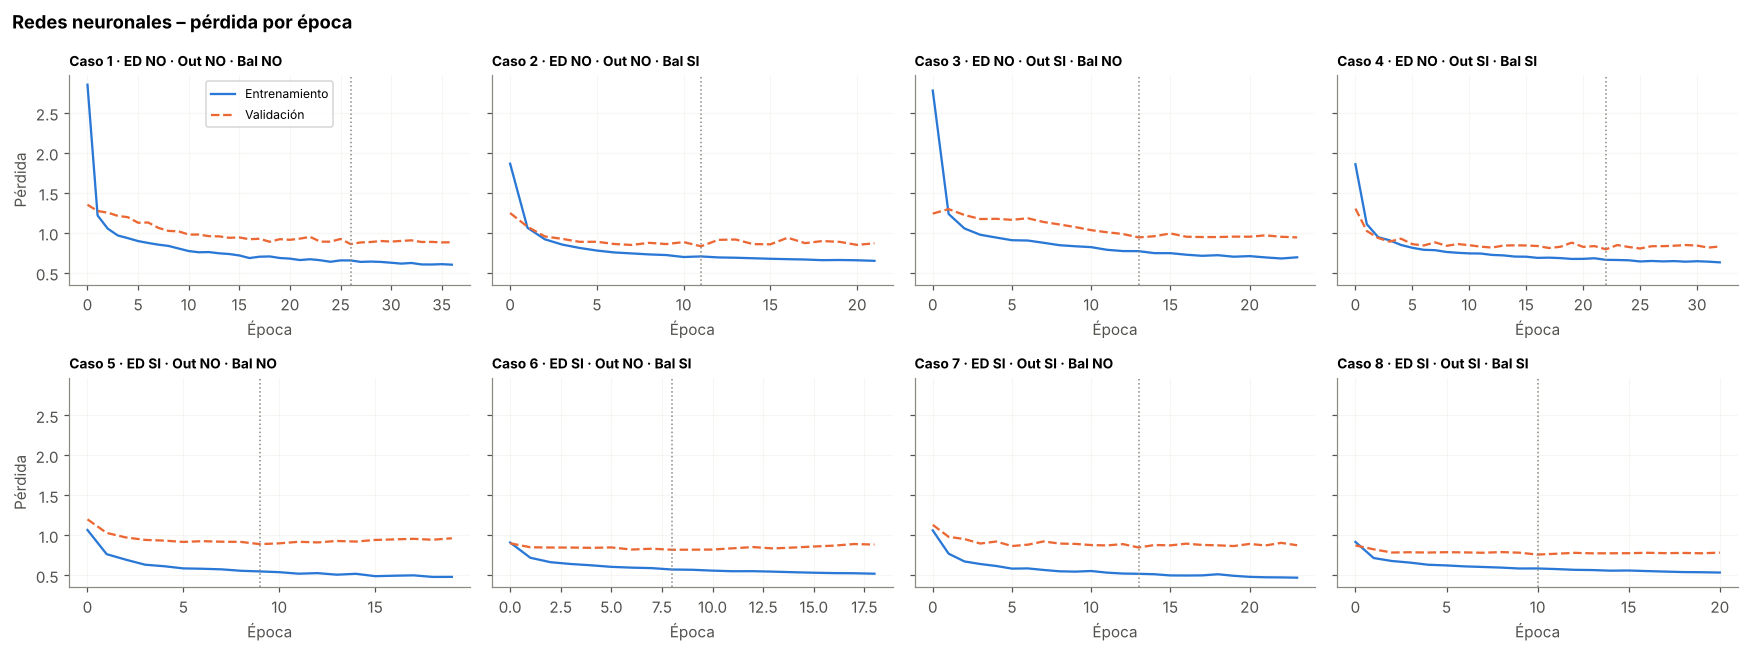 Redes neuronales – pérdida por época
Caso 1 · ED NO · Out NO · Bal NO
Entrenamiento
Validación
Pérdida
2.5
2.0
1.5
1.0
0.5
0 5 10 15 20 25 30 35
Época
Caso 2 · ED NO · Out NO · Bal SI
0 5 10 15 20
Época
Caso 3 · ED NO · Out SI · Bal NO
0 5 10 15 20
Época
Caso 4 · ED NO · Out SI · Bal SI
0 5 10 15 20 25 30
Época
Caso 5 · ED SI · Out NO · Bal NO
Pérdida
2.5
2.0
1.5
1.0
0.5
0 5 10 15
Época
Caso 6 · ED SI · Out NO · Bal SI
0.0 2.5 5.0 7.5 10.0 12.5 15.0 17.5
Época
Caso 7 · ED SI · Out SI · Bal NO
0 5 10 15 20
Época
Caso 8 · ED SI · Out SI · Bal SI
0 5 10 15 20
Época